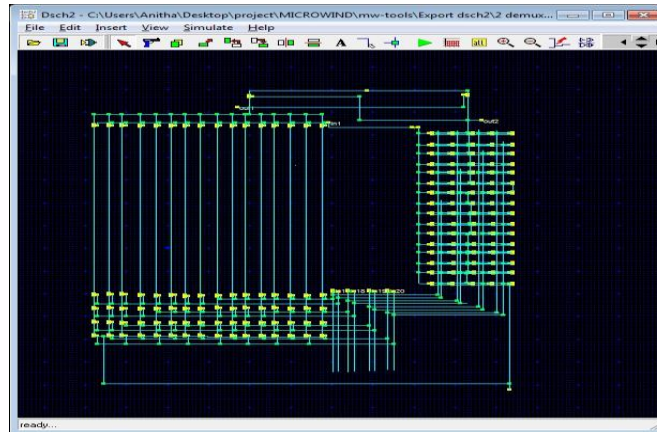 Dsch2 - C:\Users\Anitha\Desktop\project\MICROWIND\mw-tools\Export dsch2\2 demux...
File Edit Insert View Simulate Help
out1
in1
out2
20
ready...